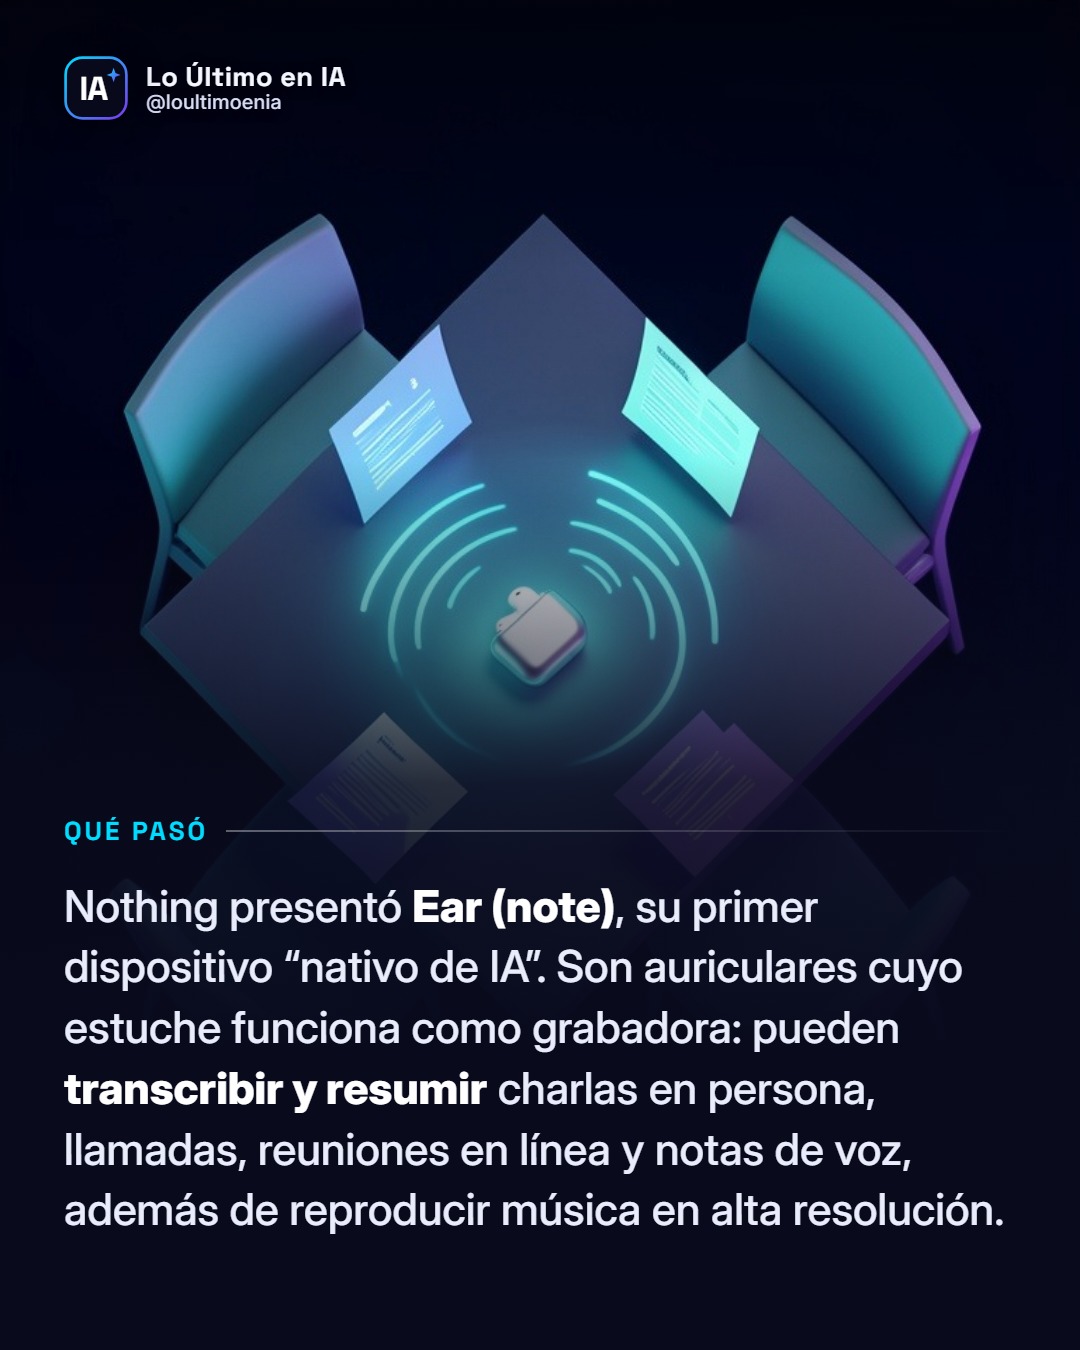 IA
Lo Último en IA
@loultimoenia
QUÉ PASÓ
Nothing presentó Ear (note), su primer
dispositivo “nativo de IA”. Son auriculares cuyo
estuche funciona como grabadora: pueden
transcribir y resumir charlas en persona,
llamadas, reuniones en línea y notas de voz,
además de reproducir música en alta resolución.